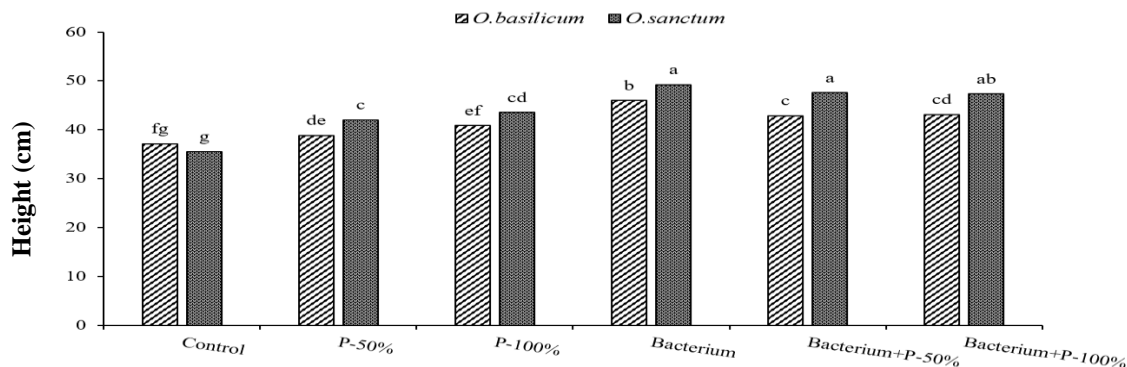 O.basilicum O.sanctum
Height (cm)
60
50
40
30
20
10
0
fg g de c ef cd b a c a cd ab
Control P-50% P-100% Bacterium Bacterium+P-50% Bacterium+P-100%